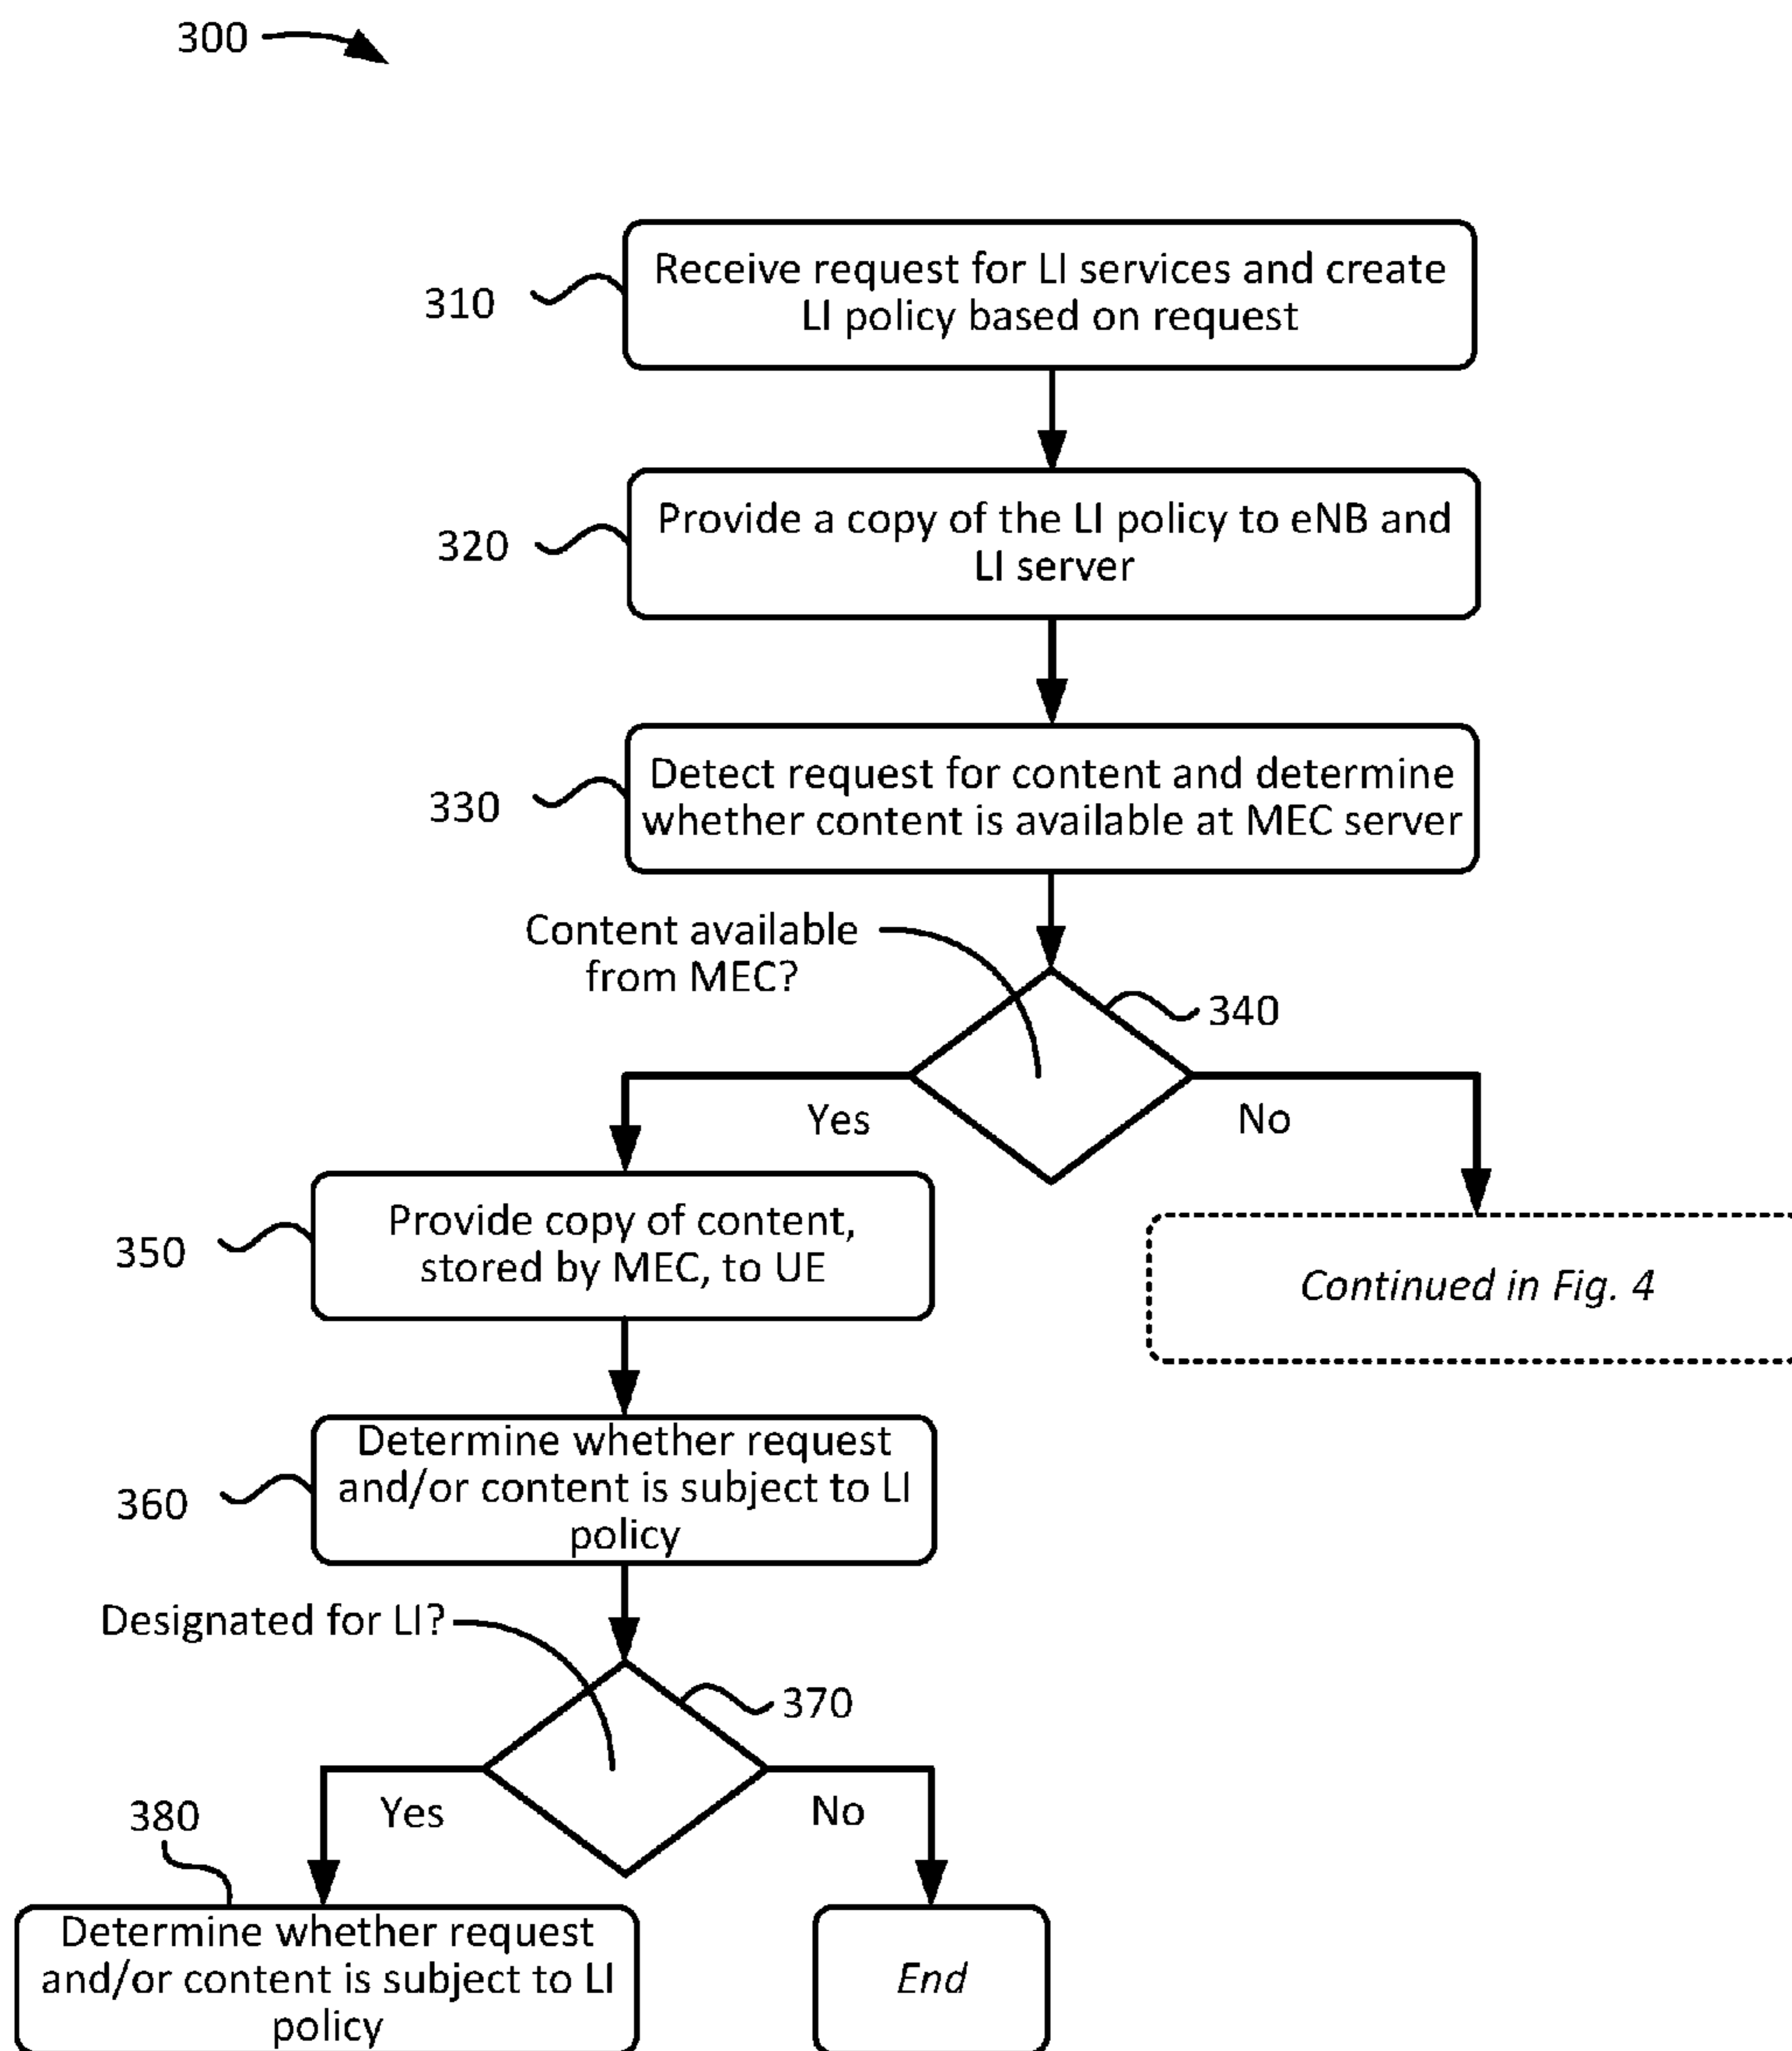 300
310
Receive request for LI services and create
LI policy based on request
320
Provide a copy of the LI policy to eNB and
LI server
330
Detect request for content and determine
whether content is available at MEC server
Content available
from MEC?
340
Yes
No
350
Provide copy of content,
stored by MEC, to UE
Continued in Fig. 4
360
Determine whether request
and/or content is subject to LI
policy
Designated for LI?
370
380
Yes
No
Determine whether request
and/or content is subject to LI
policy
End